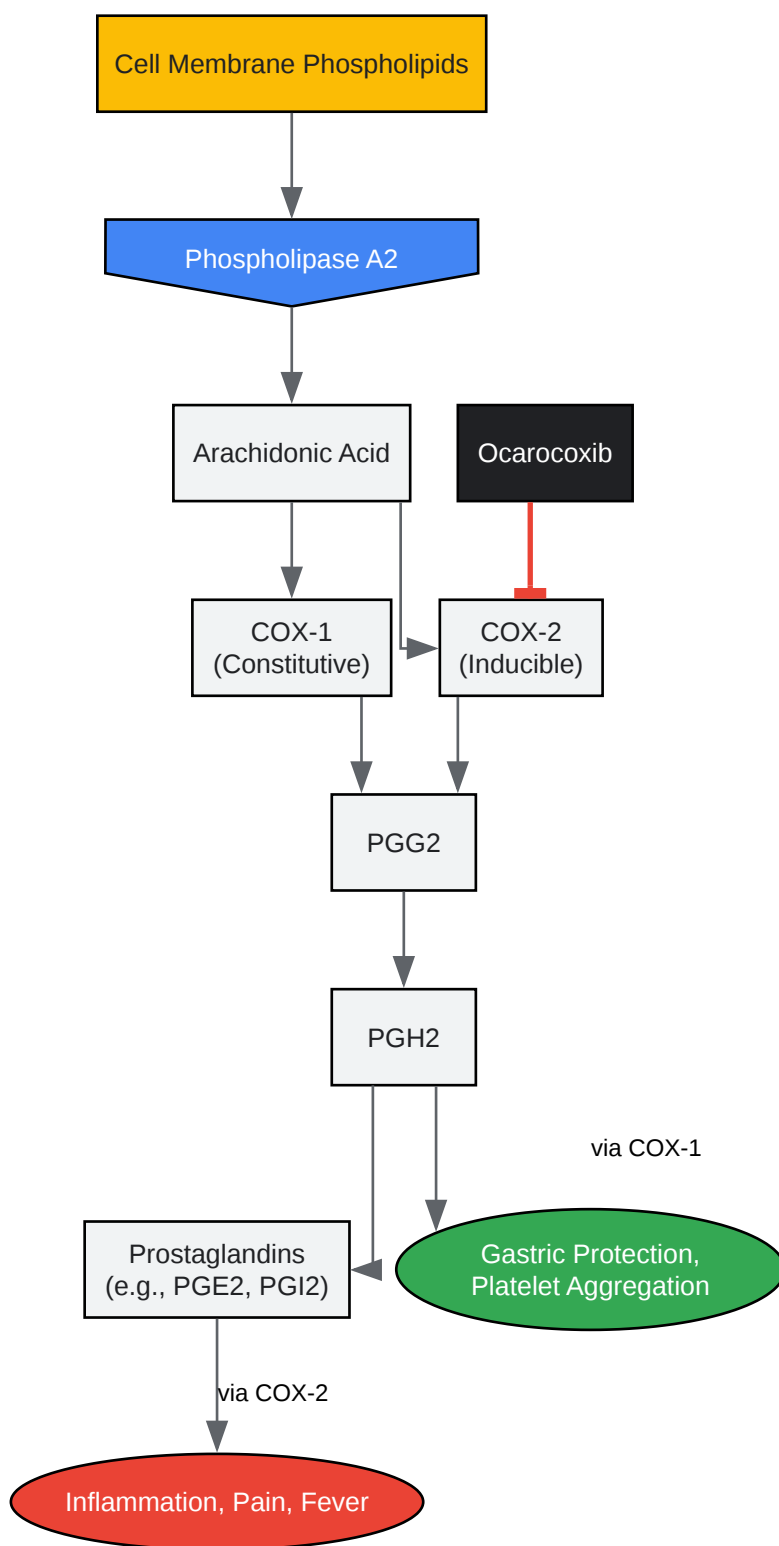 Cell Membrane Phospholipids
Phospholipase A2
Arachidonic Acid
Ocarocoxib
COX-1
(Constitutive)
COX-2
(Inducible)
PGG2
PGH2
via COX-1
Prostaglandins
(e.g., PGE2, PGI2)
Gastric Protection,
Platelet Aggregation
via COX-2
Inflammation, Pain, Fever